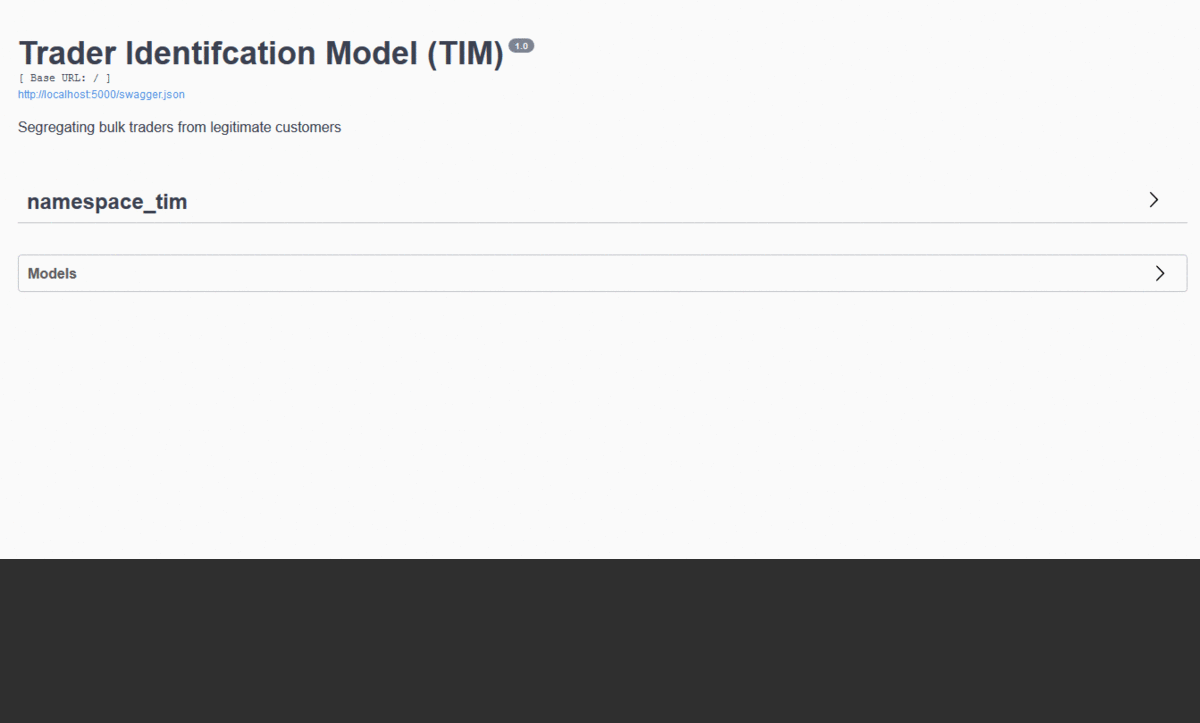 Trader Identifcation Model (TIM) 1.0
[ Base URL: / ]
http://localhost:5000/swagger.json
Segregating bulk traders from legitimate customers
namespace_tim
Models